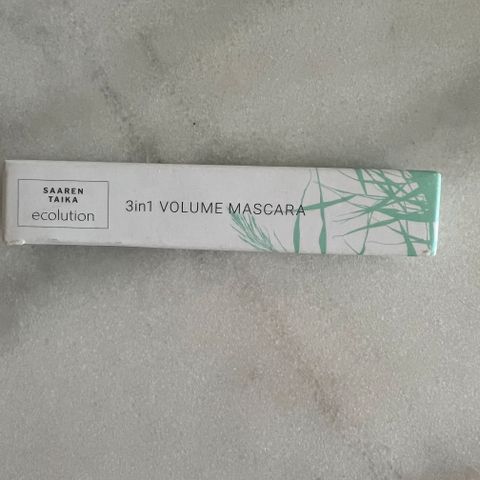 SAAREN
TAIKA
ecolution
3in1 VOLUME MASCARA